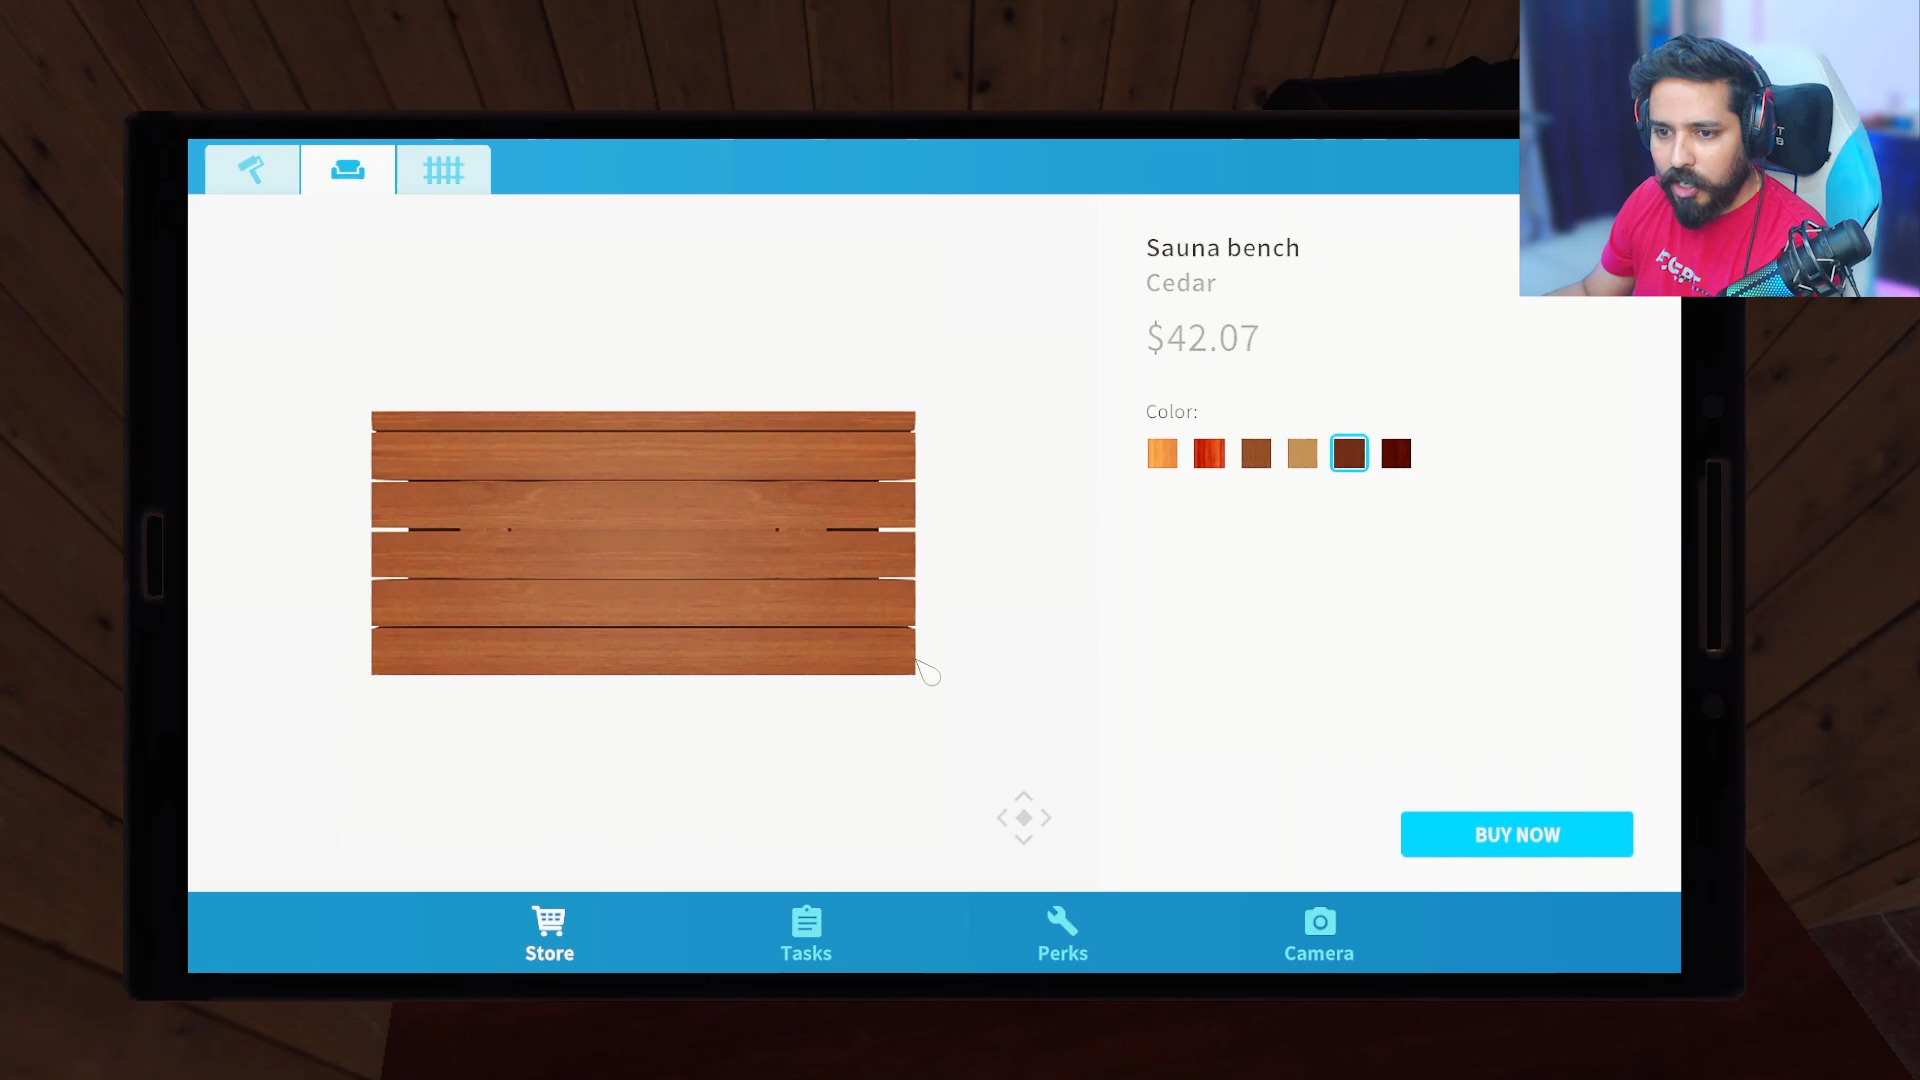 Sauna bench
Cedar
$42.07
Color:
BUY NOW
Store
Tasks
Perks
Camera